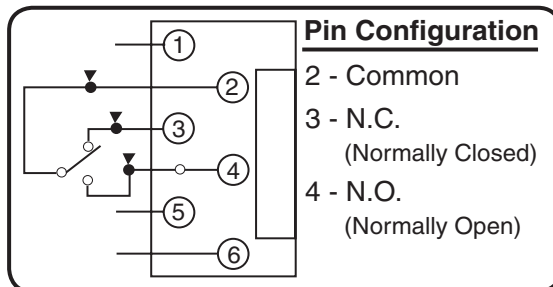 Pin Configuration
1
2
3
4
5
6
2 - Common
3 - N.C.
(Normally Closed)
4 - N.O.
(Normally Open)